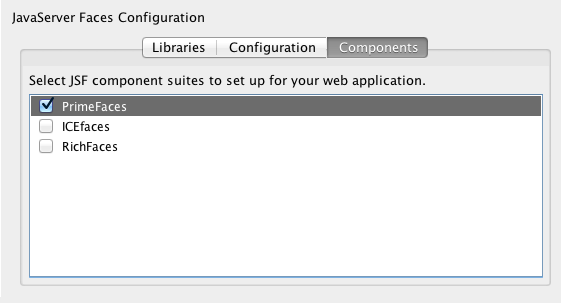 JavaServer Faces Configuration
Libraries Configuration Components
Select JSF component suites to set up for your web application.
PrimeFaces
ICEfaces
RichFaces